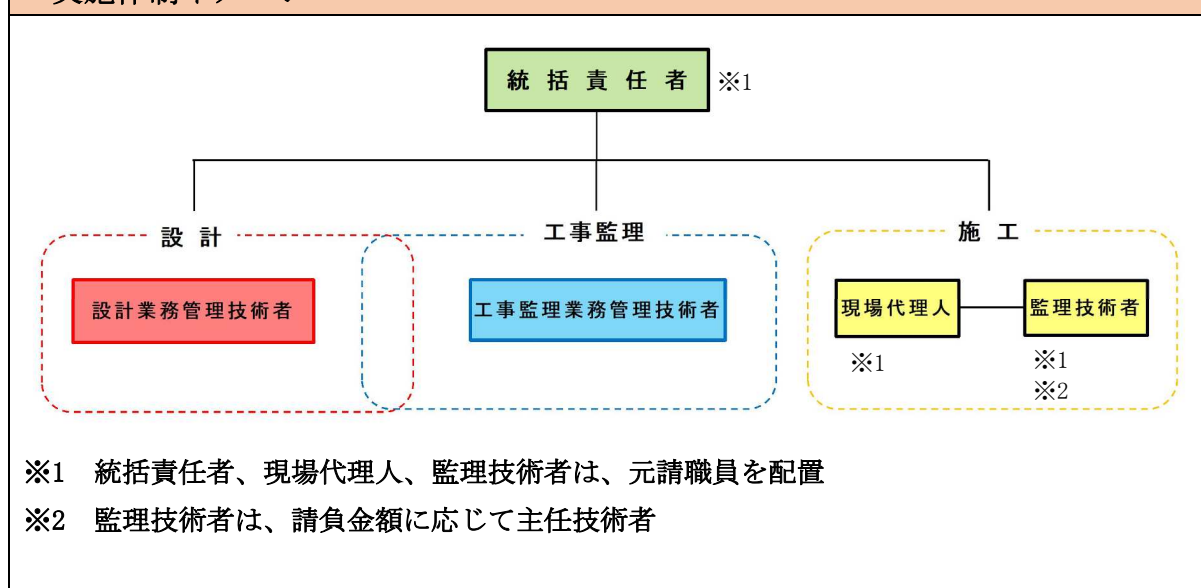 統括責任者 ※1
設計
工事監理
施工
設計業務管理技術者
工事監理業務管理技術者
現場代理人
監理技術者
※1
※1
※2
※1 統括責任者、現場代理人、監理技術者は、元請職員を配置
※2 監理技術者は、請負金額に応じて主任技術者